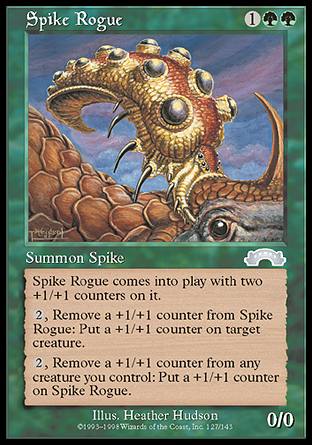 Spike Rogue 1
Summon Spike
Spike Rogue comes into play with two
+1/+1 counters on it.
2, Remove a +1/+1 counter from Spike
Rogue: Put a +1/+1 counter on target
creature.
2, Remove a +1/+1 counter from any
creature you control: Put a +1/+1 counter
on Spike Rogue.
Illus. Heather Hudson
©1993-1998 Wizards of the Coast, Inc. 127/143
0/0